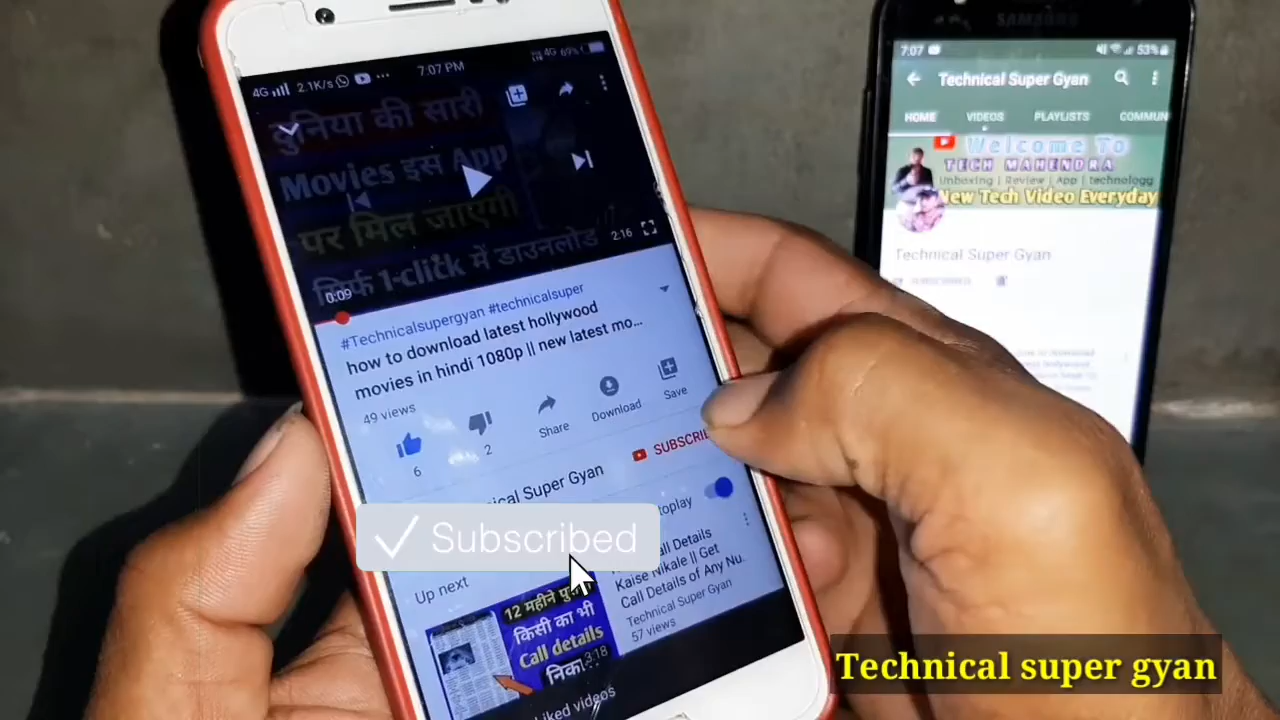 4G 2.1K/s 7:07 PM 4G 69%
दुनिया की सारी
Movies इस App
पर मिल जाएगी
सिर्फ 1-click में डाउनलोड
0:09
2:16
#Technicalsupergyan #technicalsuper
how to download latest hollywood
movies in hindi 1080p || new latest mo...
49 views
6
2
Share
Download
Save
Technical Super Gyan
SUBSCRIB
Autoplay
✓ Subscribed
Up next
12 महीने
किसी का भी
Call details
3:18
Call Details
Kaise Nikale || Get
Call Details of Any Nu..
Technical Super Gyan
57 views
Liked videos
SAMSUNG
7:07 53%
Technical Super Gyan
HOME VIDEOS PLAYLISTS COMMUN
Welcome To
TECH MAHENDRA
Unboxing | Review | App | technology
New Tech Video Everyday
Technical Super Gyan
SUBSCRIBED
Technical super gyan